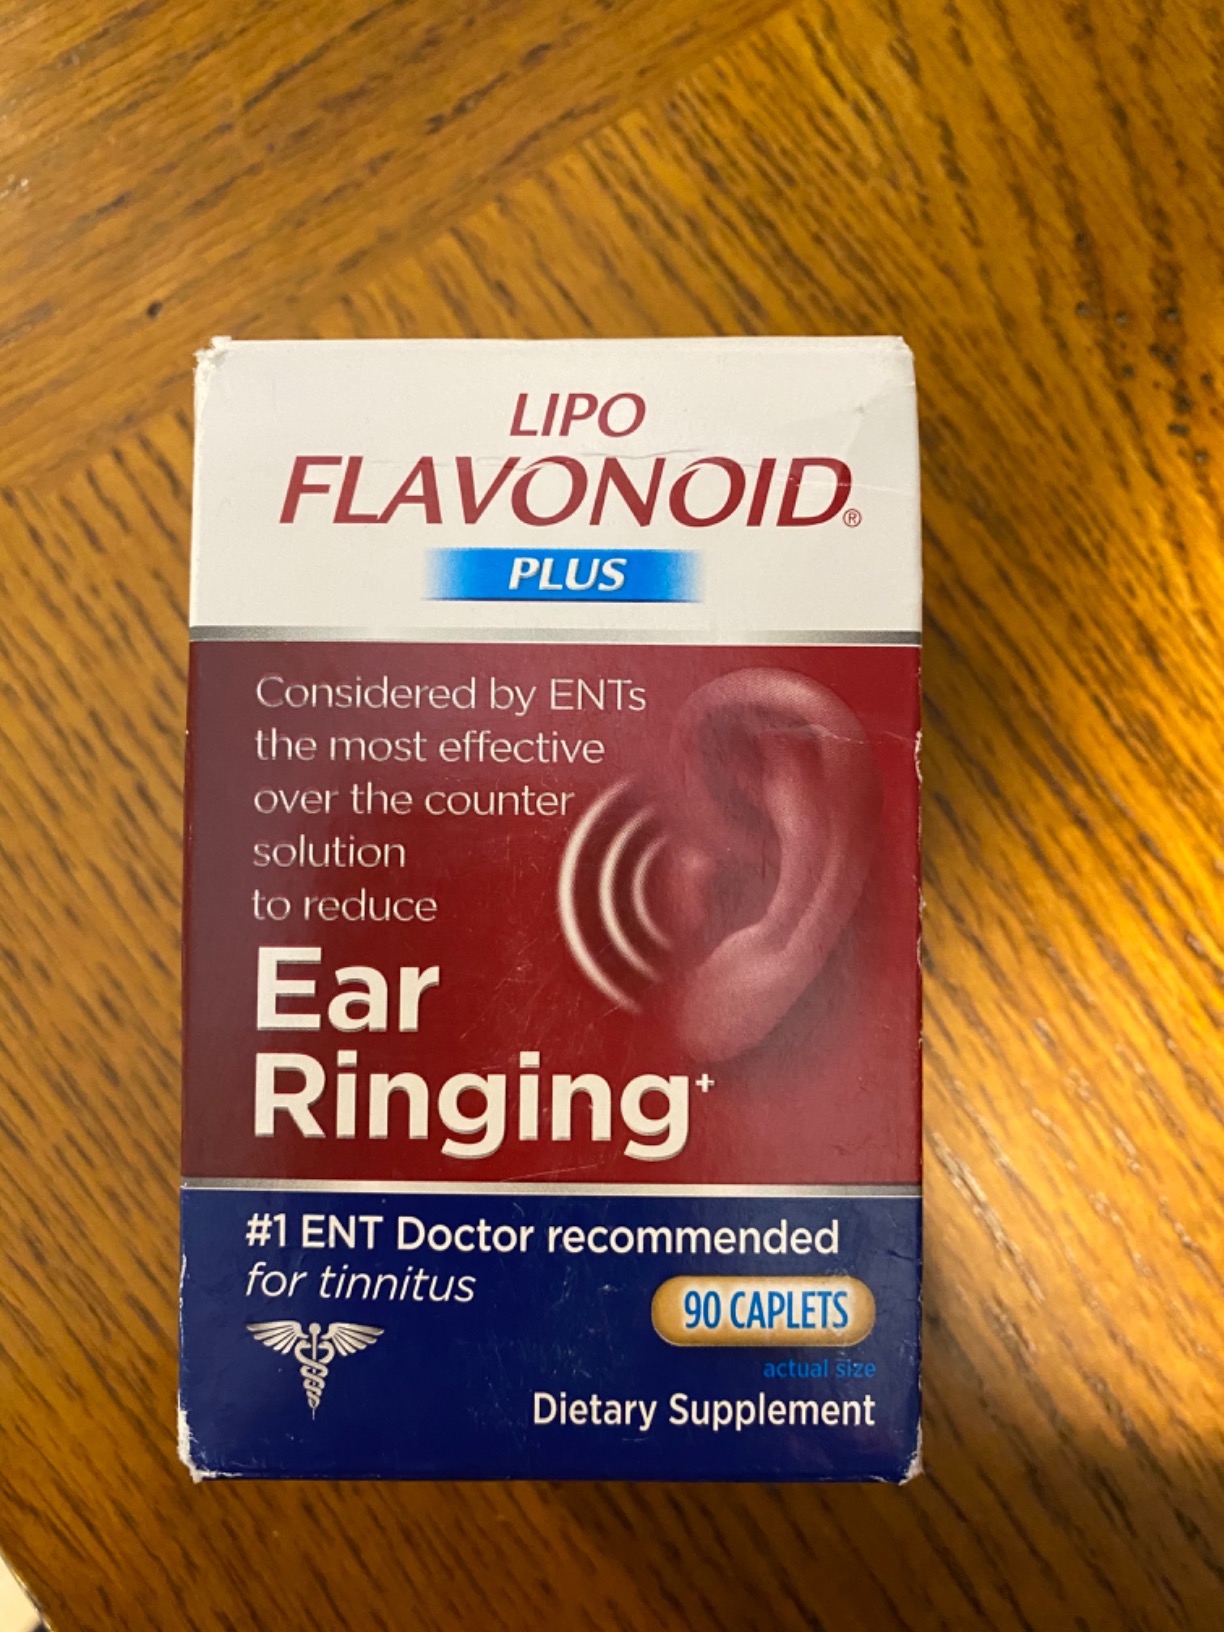 LIPO
FLAVONOID®
PLUS
Considered by ENTs
the most effective
over the counter
solution
to reduce
Ear
Ringing+
#1 ENT Doctor recommended
for tinnitus
90 CAPLETS
actual size
Dietary Supplement